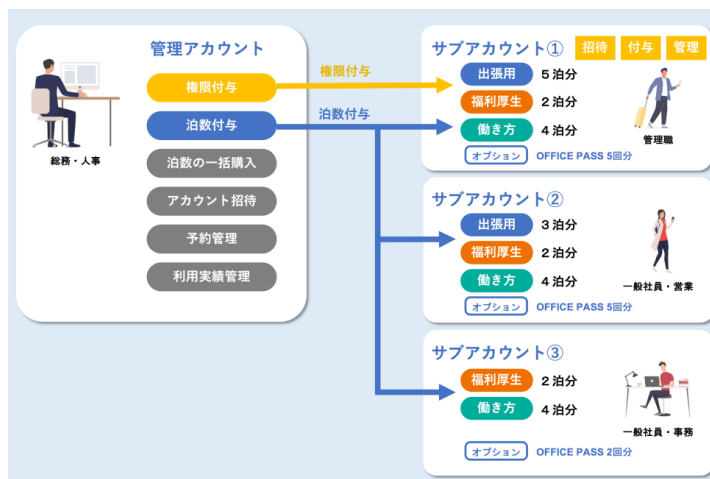 管理アカウント
権限付与
泊数付与
泊数の一括購入
アカウント招待
予約管理
利用実績管理
総務・人事
権限付与
泊数付与
サブアカウント①
招待
付与
管理
出張用 5泊分
福利厚生 2泊分
働き方 4泊分
オプション OFFICE PASS 5回分
管理職
サブアカウント②
出張用 3泊分
福利厚生 2泊分
働き方 4泊分
オプション OFFICE PASS 5回分
一般社員・営業
サブアカウント③
福利厚生 2泊分
働き方 4泊分
オプション OFFICE PASS 2回分
一般社員・事務